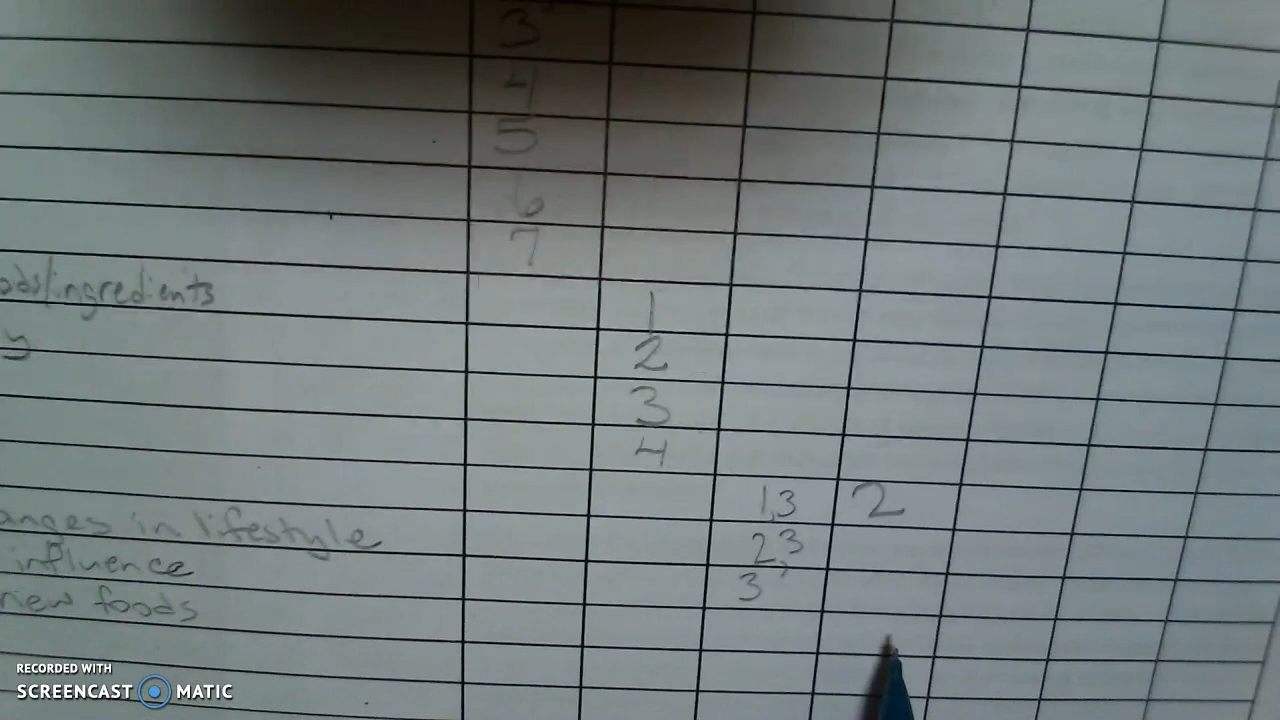 3
4
5
6
7
ods/ingredients
1
y 2
3
4
1,3 2
anges in lifestyle 2,3
influence 3
new foods
RECORDED WITH
SCREENCAST MATIC